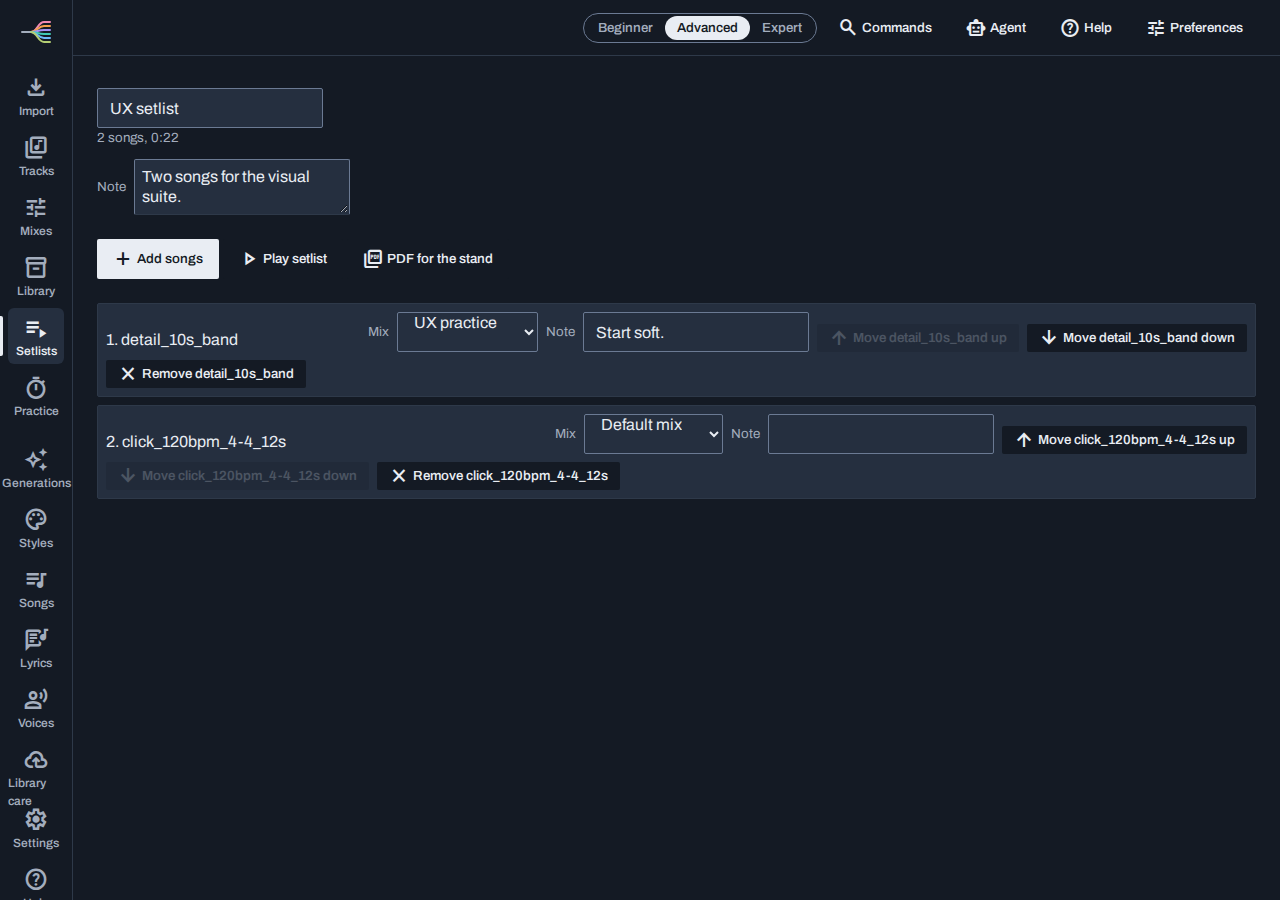 Beginner Advanced Expert Commands Agent Help Preferences
Import
Tracks
Mixes
Library
Setlists
Practice
Generations
Styles
Songs
Lyrics
Voices
Library
care
Settings
UX setlist
2 songs, 0:22
Note
Two songs for the visual
suite.
Add songs Play setlist PDF for the stand
1. detail_10s_band Mix UX practice Note Start soft. Move detail_10s_band up Move detail_10s_band down
Remove detail_10s_band
2. click_120bpm_4-4_12s Mix Default mix Note Move click_120bpm_4-4_12s up
Move click_120bpm_4-4_12s down Remove click_120bpm_4-4_12s